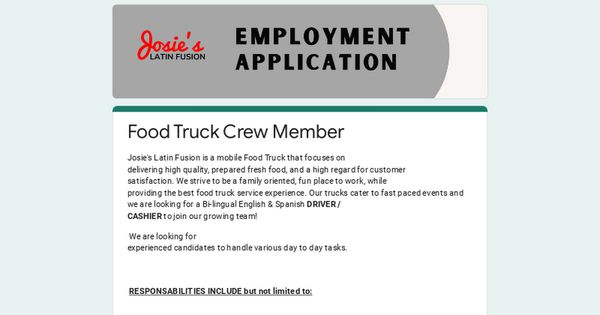 Josie's
LATIN FUSION
EMPLOYMENT
APPLICATION
Food Truck Crew Member
Josie's Latin Fusion is a mobile Food Truck that focuses on
delivering high quality, prepared fresh food, and a high regard for customer
satisfaction. We strive to be a family oriented, fun place to work, while
providing the best food truck service experience. Our trucks cater to fast paced events and
we are looking for a Bi-lingual English & Spanish DRIVER /
CASHIER to join our growing team!
We are looking for
experienced candidates to handle various day to day tasks.
RESPONSABILITIES INCLUDE but not limited to: